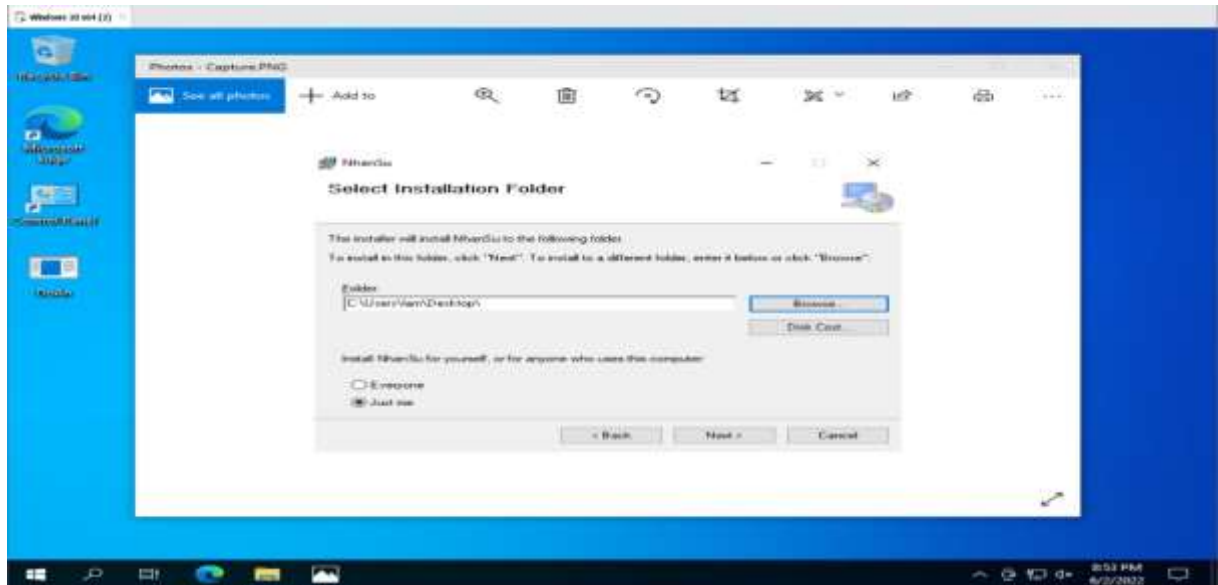 Windows 10 x64 (2)
Photos - Capture.PNG
See all photos
Add to
NhanSu
Select Installation Folder
The installer will install NhanSu to the following folder.
To install in this folder, click "Next". To install to a different folder, enter it below or click "Browse".
Folder:
Browse...
Disk Cost...
Install NhanSu for yourself, or for anyone who uses this computer:
Everyone
Just me
< Back
Next >
Cancel
Microsoft
Edge
8:53 PM
6/2/2022